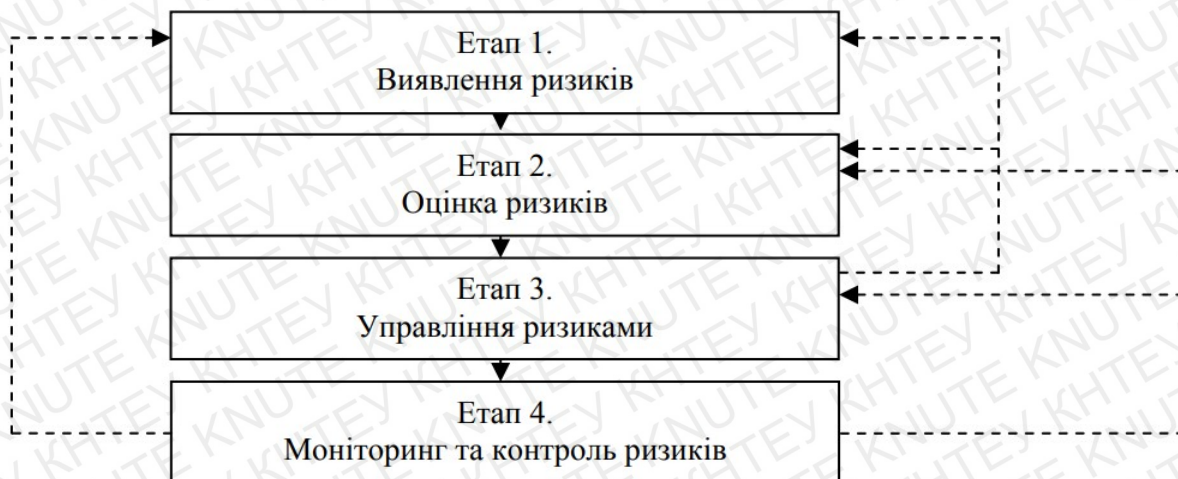 Етап 1.
Виявлення ризиків
Етап 2.
Оцінка ризиків
Етап 3.
Управління ризиками
Етап 4.
Моніторинг та контроль ризиків